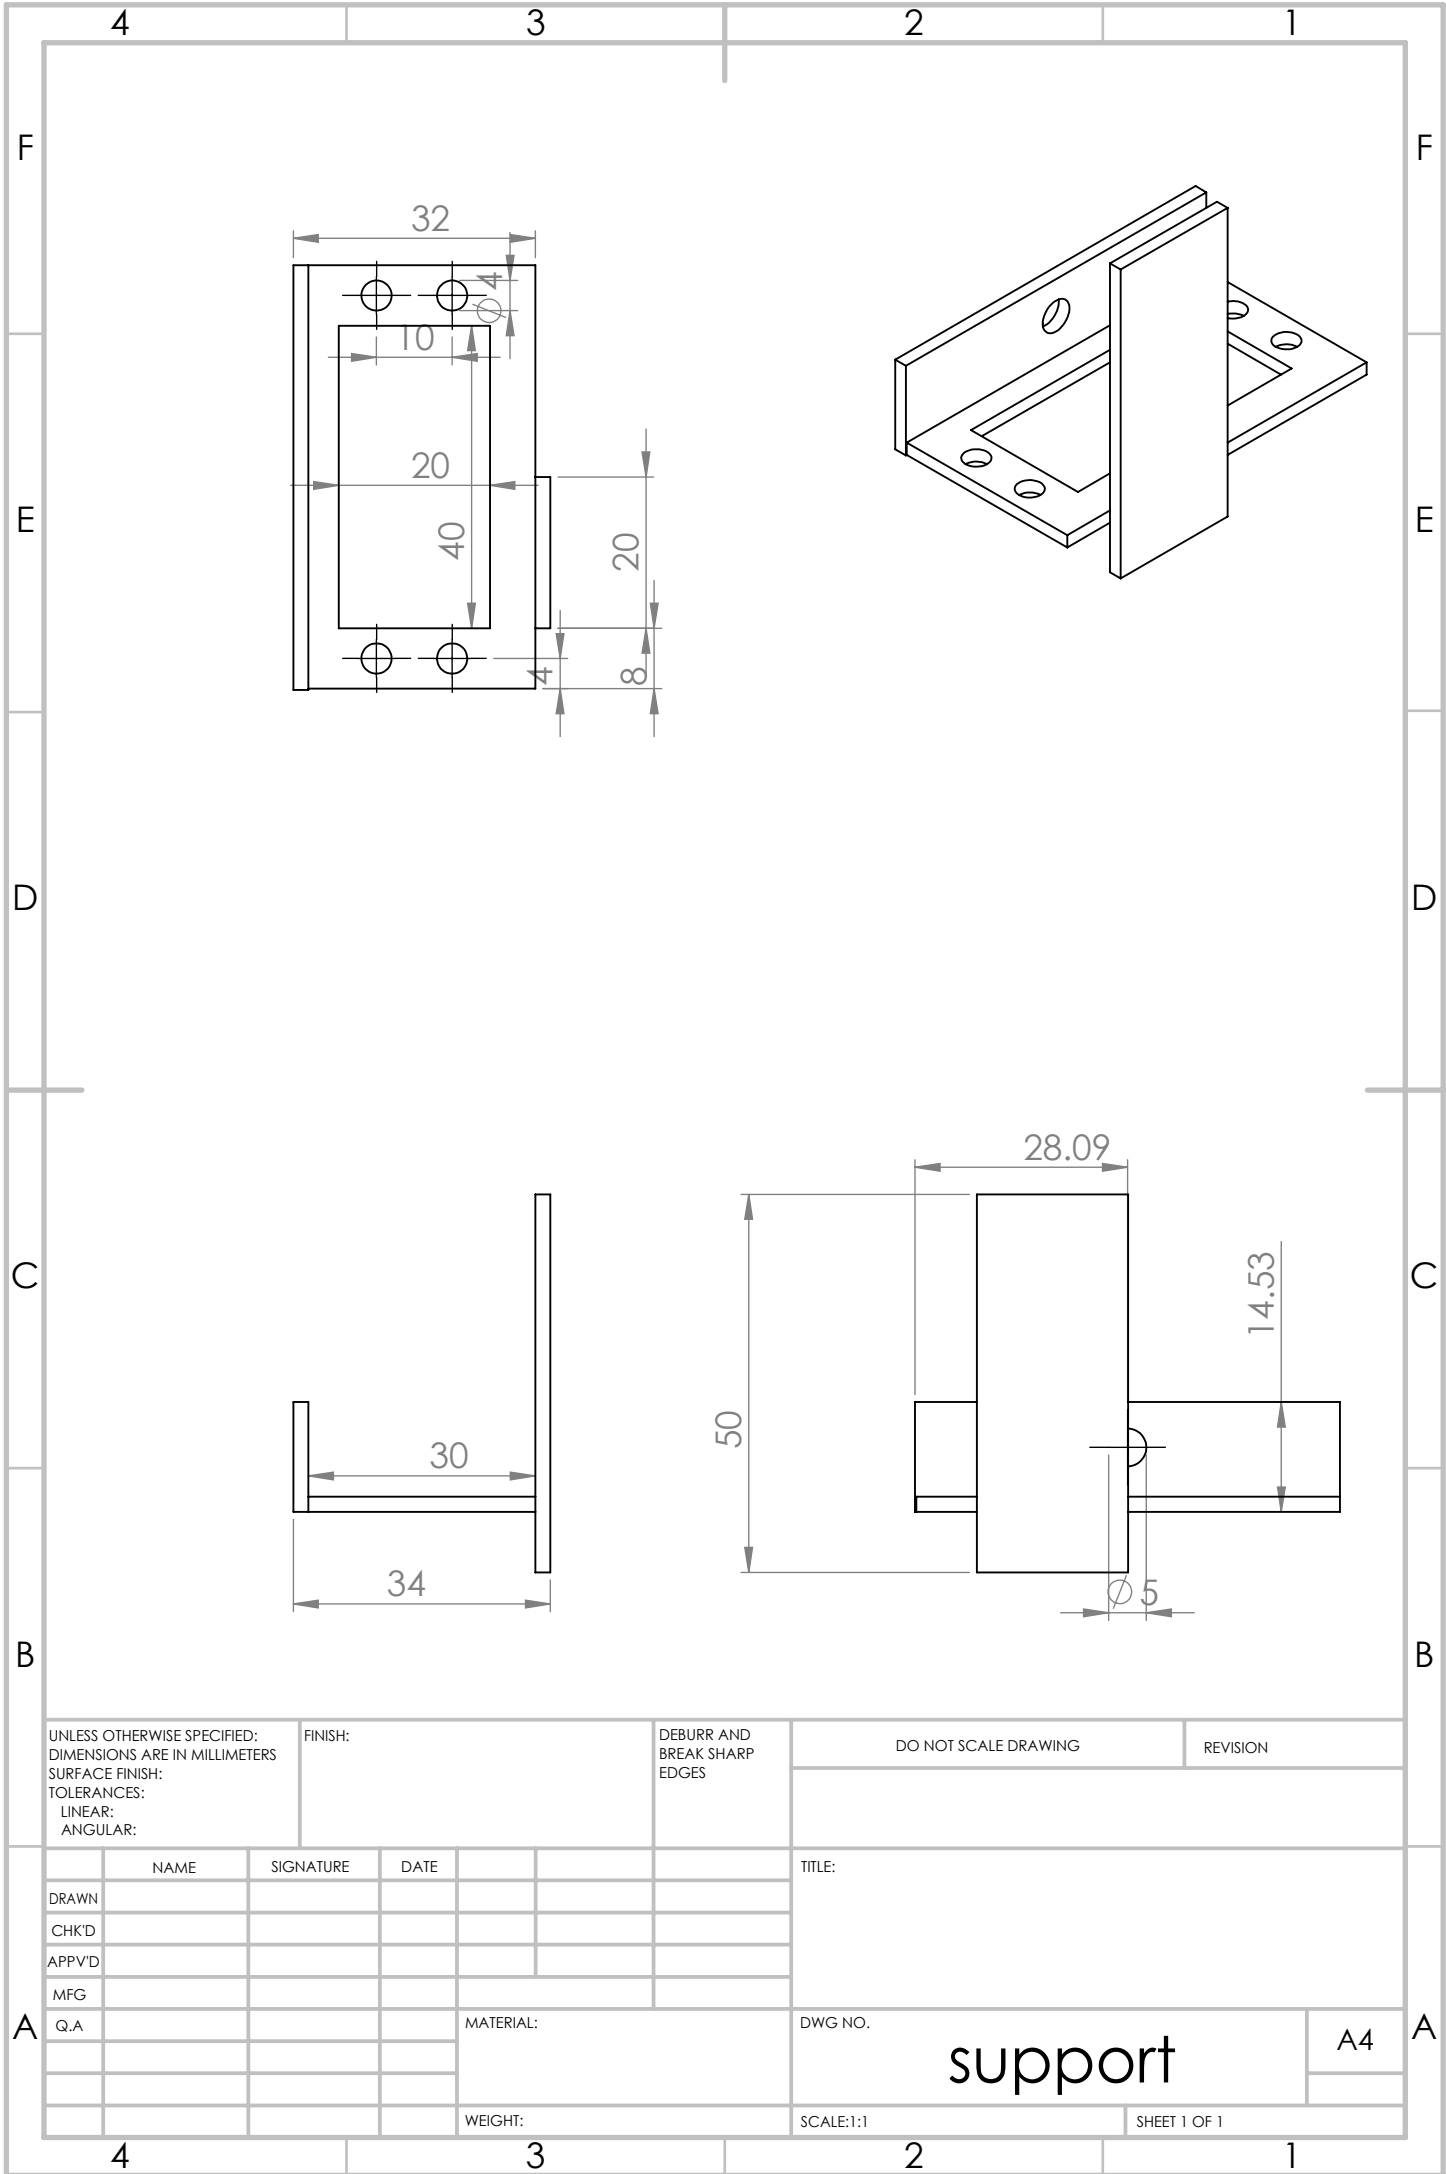 4 3 2 1
F F
32
Ø 4
10
20
40
20
E E
4
8
D D
28.09
14.53
C C
50
30
Ø 5
34
B B
UNLESS OTHERWISE SPECIFIED:
DIMENSIONS ARE IN MILLIMETERS
SURFACE FINISH:
TOLERANCES:
LINEAR:
ANGULAR:
FINISH:
DEBURR AND
BREAK SHARP
EDGES
DO NOT SCALE DRAWING
REVISION
NAME SIGNATURE DATE
TITLE:
DRAWN
CHK'D
APPV'D
MFG
Q.A
MATERIAL:
DWG NO.
support
A4
A A
WEIGHT:
SCALE:1:1
SHEET 1 OF 1
4 3 2 1